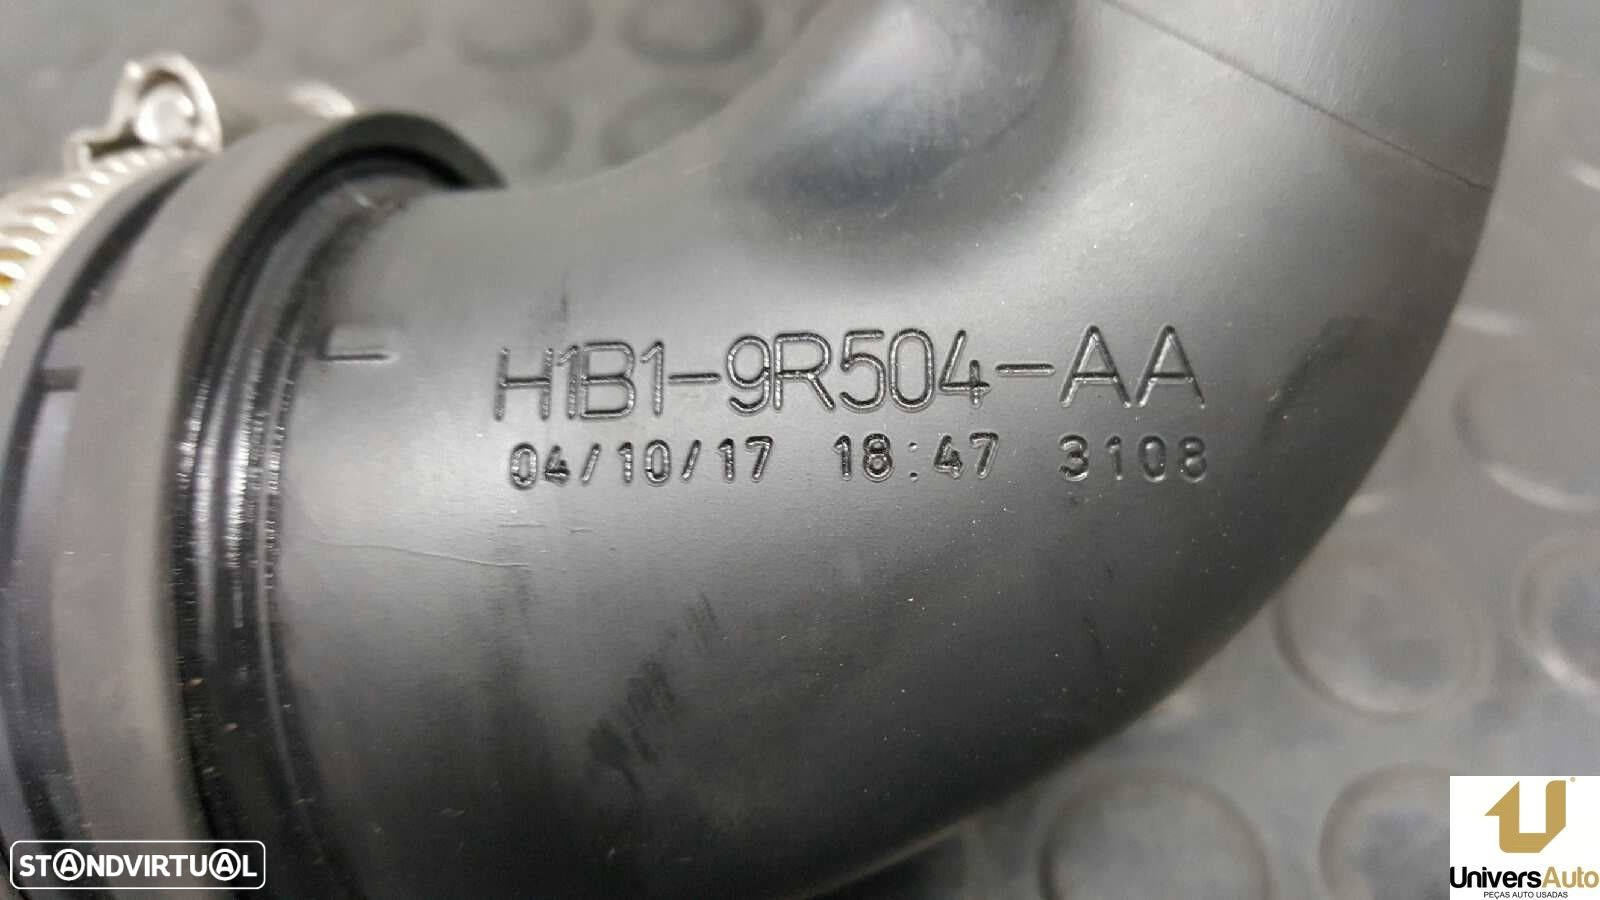 H1B1-9R504-AA
04/10/17 18:47 3108
STANDVIRTUAL
UniversAuto
PEÇAS AUTO USADAS